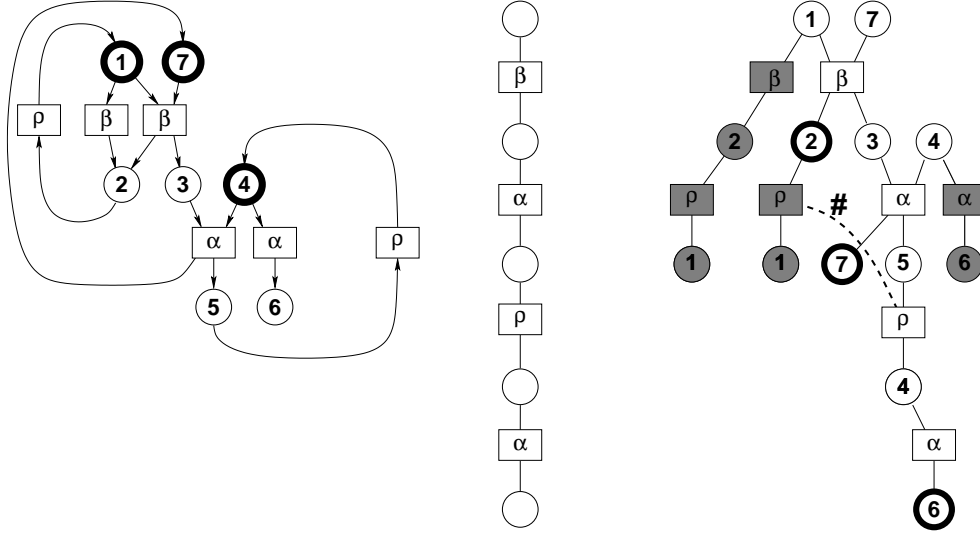 1 7
ρ β β
2 3 4
α α ρ
5 6
β
α
ρ
α
1 7
β β
2 2 3 4
ρ ρ # α α
1 1 7 5 6
ρ
4
α
6